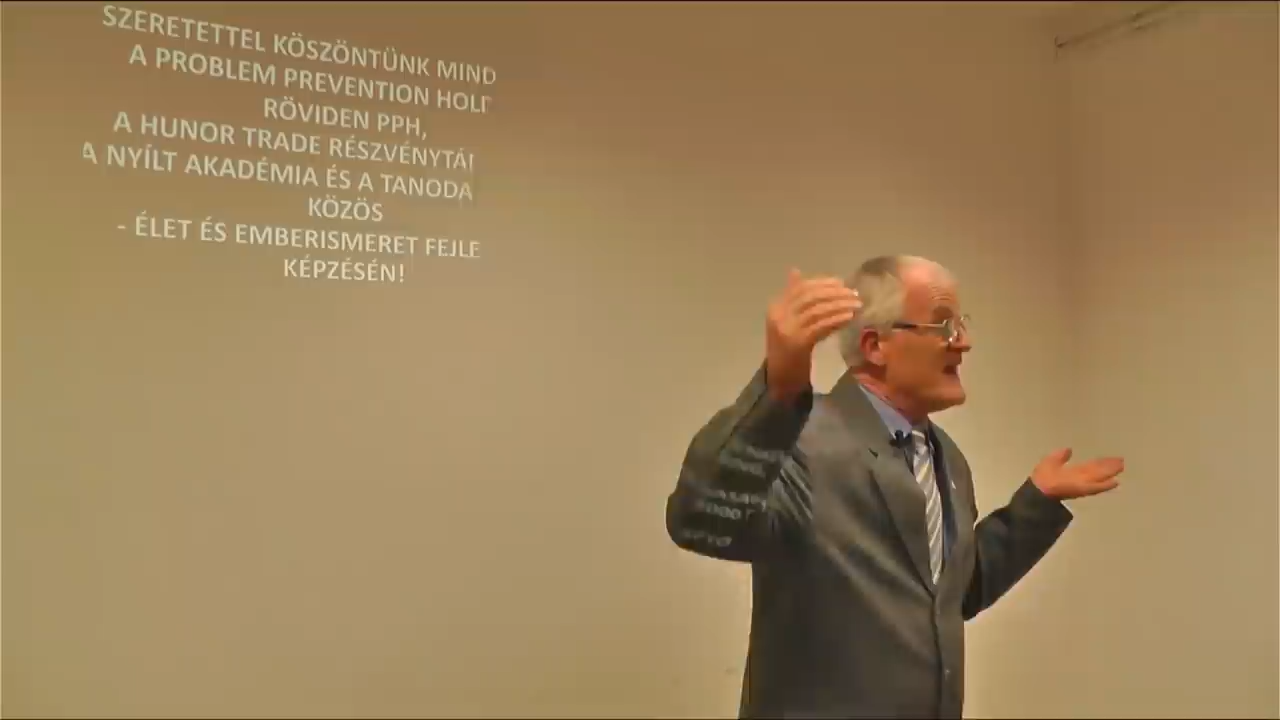 SZERETETTEL KÖSZÖNTÜNK MIND
A PROBLEM PREVENTION HOL
RÖVIDEN PPH,
A HUNOR TRADE RÉSZVÉNYTÁ
A NYÍLT AKADÉMIA ÉS A TANODA
KÖZÖS
- ÉLET ÉS EMBERISMERET FEJLE
KÉPZÉSÉN!